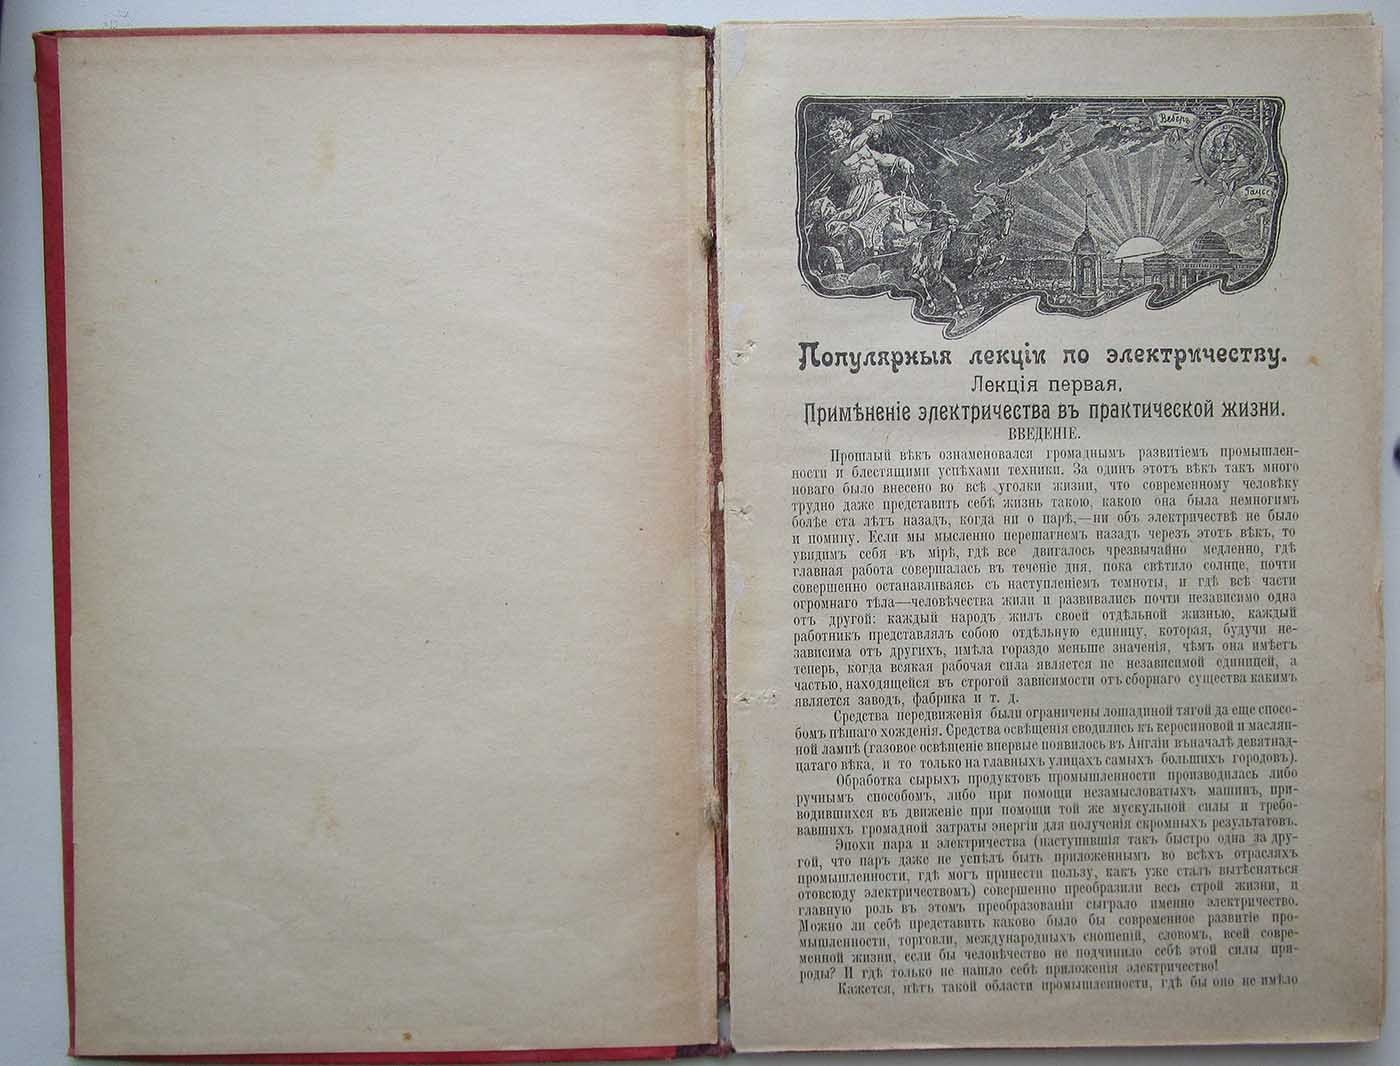 Веберъ
Гаусс
Популярныя лекціи по электричеству.
Лекція первая.
Примѣненіе электричества въ практической жизни.
ВВЕДЕНІЕ.
Прошлый вѣкъ ознаменовался громаднымъ развитіемъ промышлен-
ности и блестящими успѣхами техники. За одинъ этотъ вѣкъ такъ много
новаго было внесено во всѣ уголки жизни, что современному человѣку
трудно даже представить себѣ жизнь такою, какою она была немногимъ
болѣе ста лѣтъ назадъ, когда ни о парѣ,—ни объ электричествѣ не было
и помину. Если мы мысленно перешагнемъ назадъ черезъ этотъ вѣкъ, то
увидимъ себя въ мірѣ, гдѣ все двигалось чрезвычайно медленно, гдѣ
главная работа совершалась въ теченіе дня, пока свѣтило солнце, почти
совершенно останавливаясь съ наступленіемъ темноты, и гдѣ всѣ части
огромнаго тѣла—человѣчества жили и развивались почти независимо одна
отъ другой: каждый народъ жилъ своей отдѣльной жизнью, каждый
работникъ представлялъ собою отдѣльную единицу, которая, будучи не-
зависима отъ другихъ, имѣла гораздо меньше значенія, чѣмъ она имѣетъ
теперь, когда всякая рабочая сила является не независимой единицей, а
частью, находящейся въ строгой зависимости отъ сборнаго существа какимъ
является заводъ, фабрика и т. д.
Средства передвиженія были ограничены лошадиной тягой да еще спосо-
бомъ пѣшаго хожденія. Средства освѣщенія сводились къ керосиновой и маслян-
ной лампѣ (газовое освѣщеніе впервые появилось въ Англіи въ началѣ девятнад-
цатаго вѣка, и то только на главныхъ улицахъ самыхъ большихъ городовъ).
Обработка сырыхъ продуктовъ промышленности производилась либо
ручнымъ способомъ, либо при помощи незамысловатыхъ машинъ, при-
водившихся въ движеніе при помощи той же мускульной силы и требо-
вавшихъ громадной затраты энергіи для полученія скромныхъ результатовъ.
Эпохи пара и электричества (наступившія такъ быстро одна за дру-
гой, что паръ даже не успѣлъ быть приложеннымъ во всѣхъ отрасляхъ
промышленности, гдѣ могъ принести пользу, какъ уже сталъ вытѣсняться
отовсюду электричествомъ) совершенно преобразили весь строй жизни, и
главную роль въ этомъ преобразованіи сыграло именно электричество.
Можно ли себѣ представить каково было бы современное развитіе про-
мышленности, торговли, международныхъ сношеній, словомъ, всей совре-
менной жизни, если бы человѣчество не подчинило себѣ этой силы при-
роды? И гдѣ только не нашло себѣ приложенія электричество!
Кажется, нѣтъ такой области промышленности, гдѣ бы оно не имѣло